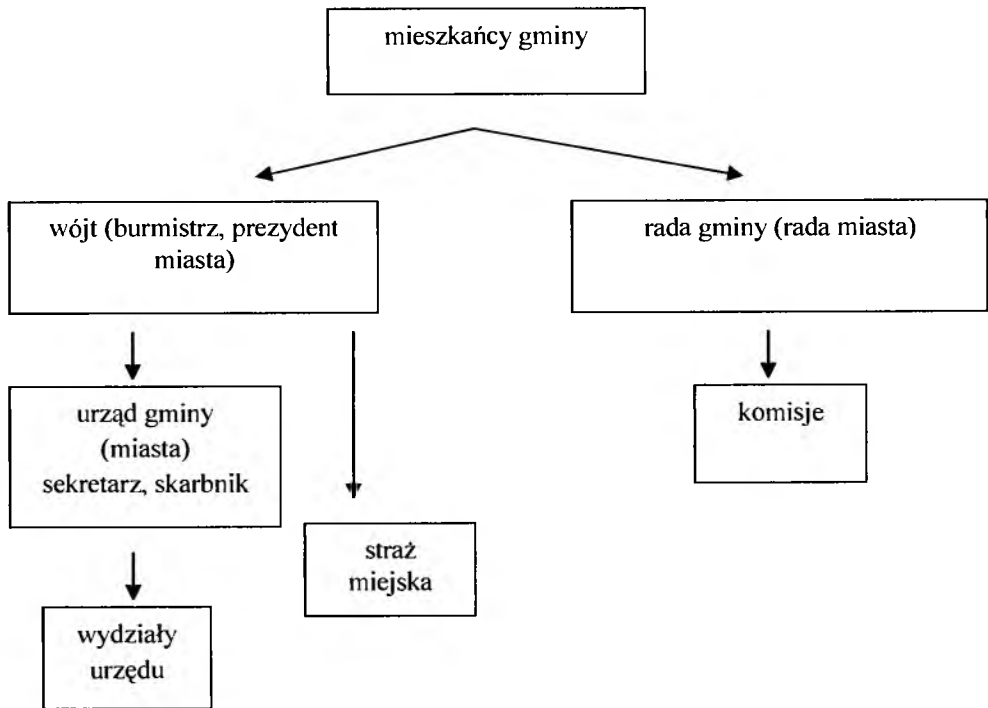 mieszkańcy gminy
wójt (burmistrz, prezydent
miasta)
rada gminy (rada miasta)
urząd gminy
(miasta)
sekretarz, skarbnik
komisje
straż
miejska
wydziały
urzędu